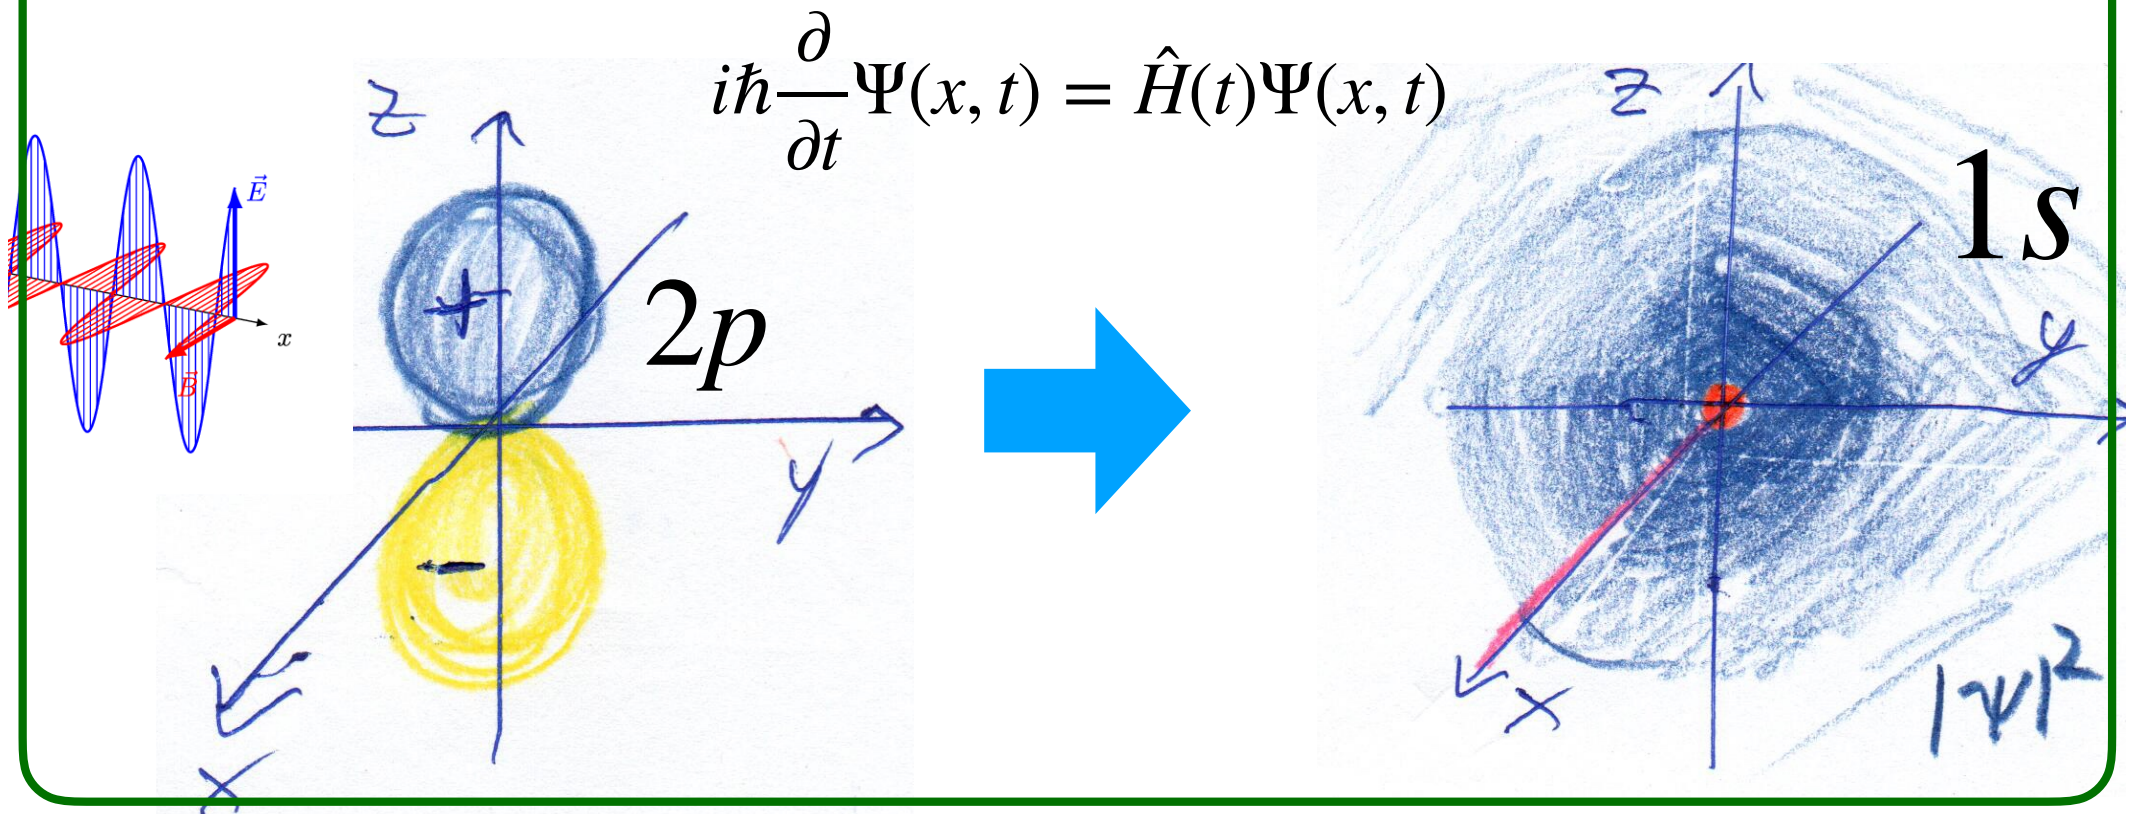 iħ ∂/∂t Ψ(x, t) = Ĥ(t)Ψ(x, t)
z
E⃗
x
B⃗
+
2p
y
−
x
z
1s
y
x
|ψ|²